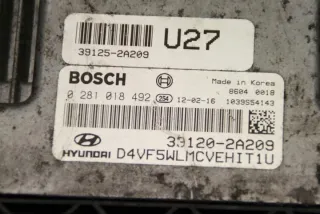 39125-2A209
U27
BOSCH
Made in Korea
8604 0018
0 281 018 492 254 12-02-16 1039S54143
39120-2A209
HYUNDAI D4VF5WLMCVEHIT1U